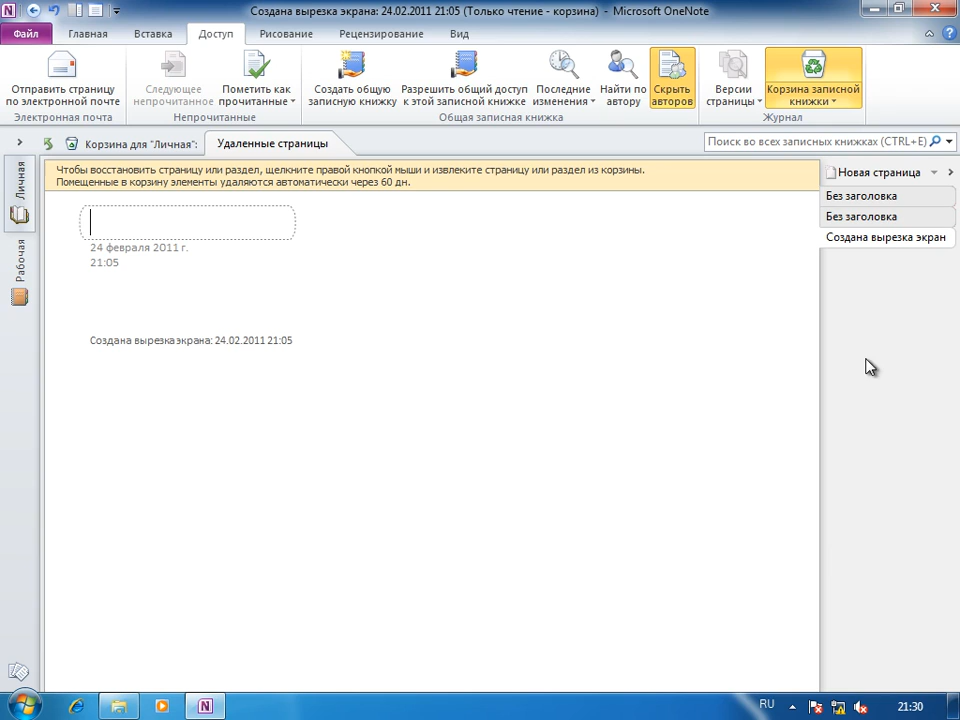 Создана вырезка экрана: 24.02.2011 21:05 (Только чтение - корзина) - Microsoft OneNote
Файл
Главная
Вставка
Доступ
Рисование
Рецензирование
Вид
Отправить страницу
по электронной почте
Следующее
непрочитанное
Пометить как
прочитанные
Создать общую
записную книжку
Разрешить общий доступ
к этой записной книжке
Последние
изменения
Найти по
автору
Скрыть
авторов
Версии
страницы
Корзина записной
книжки
Электронная почта
Непрочитанные
Общая записная книжка
Журнал
Корзина для "Личная":
Удаленные страницы
Поиск во всех записных книжках (CTRL+E)
Личная
Рабочая
Чтобы восстановить страницу или раздел, щелкните правой кнопкой мыши и извлеките страницу или раздел из корзины.
Помещенные в корзину элементы удаляются автоматически через 60 дн.
Новая страница
Без заголовка
Без заголовка
Создана вырезка экран
24 февраля 2011 г.
21:05
Создана вырезка экрана: 24.02.2011 21:05
RU
21:30